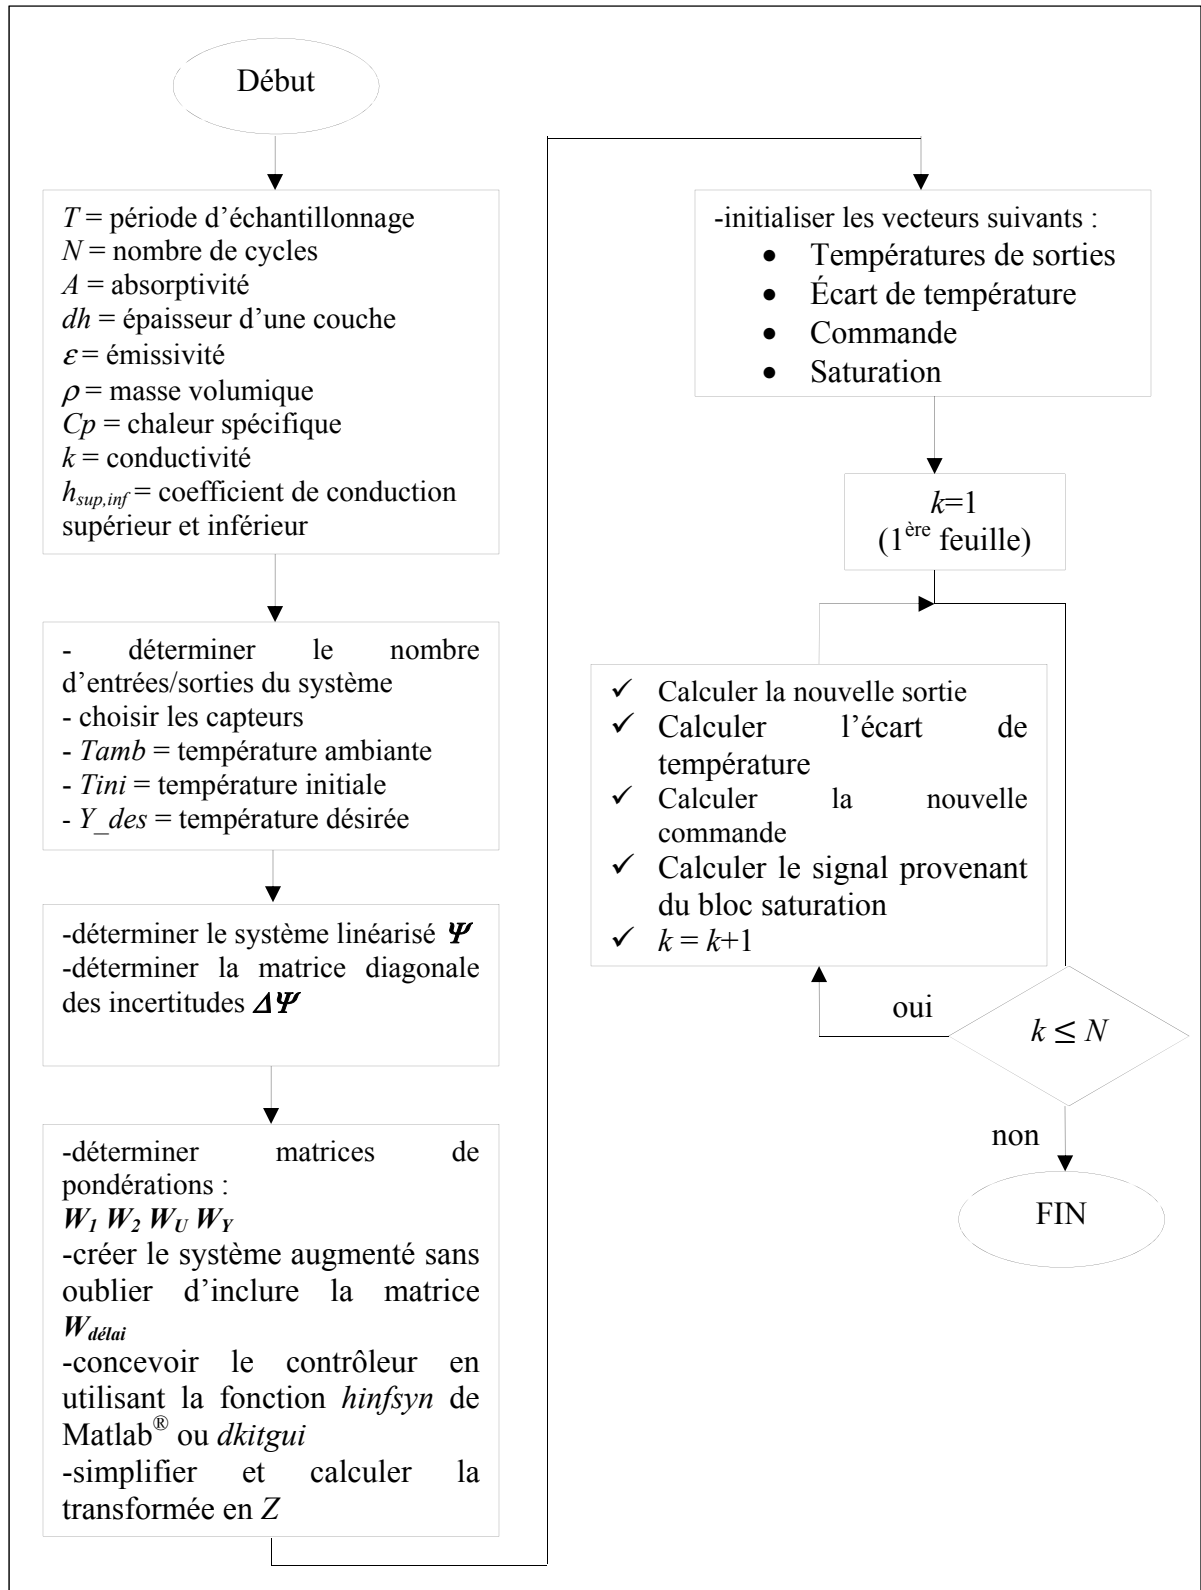 Début
T = période d’échantillonnage
N = nombre de cycles
A = absorptivité
dh = épaisseur d’une couche
ε = émissivité
ρ = masse volumique
Cp = chaleur spécifique
k = conductivité
h_sup,inf = coefficient de conduction
supérieur et inférieur
- déterminer le nombre
d’entrées/sorties du système
- choisir les capteurs
- Tamb = température ambiante
- Tini = température initiale
- Y_des = température désirée
-déterminer le système linéarisé Ψ
-déterminer la matrice diagonale
des incertitudes ΔΨ
-déterminer matrices de
pondérations :
W_1 W_2 W_U W_Y
-créer le système augmenté sans
oublier d’inclure la matrice
W_délai
-concevoir le contrôleur en
utilisant la fonction hinfsyn de
Matlab® ou dkitgui
-simplifier et calculer la
transformée en Z
-initialiser les vecteurs suivants :
• Températures de sorties
• Écart de température
• Commande
• Saturation
k=1
(1ère feuille)
✓ Calculer la nouvelle sortie
✓ Calculer l’écart de
température
✓ Calculer la nouvelle
commande
✓ Calculer le signal provenant
du bloc saturation
✓ k = k+1
oui
k ≤ N
non
FIN